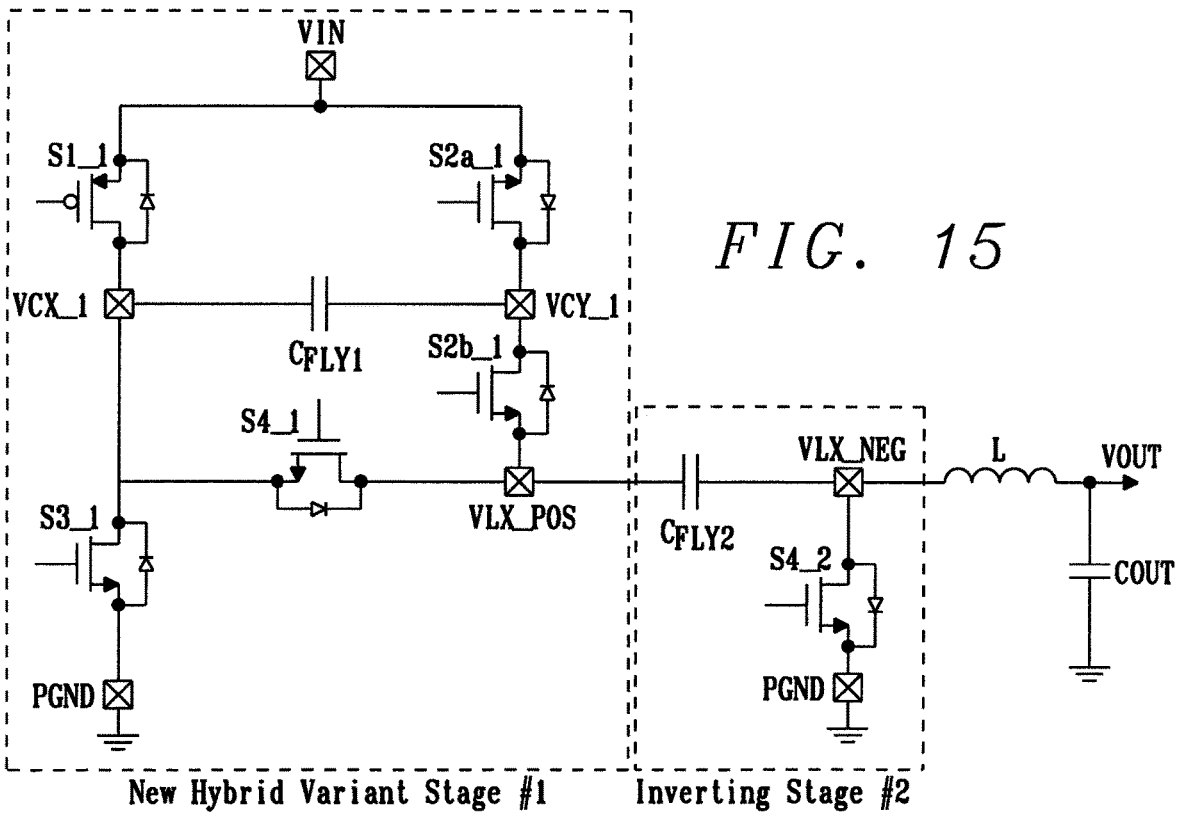 VIN
S1_1
S2a_1
FIG. 15
VCX_1
VCY_1
CFLY1
S2b_1
S4_1
VLX_POS
VLX_NEG
L
VOUT
CFLY2
S3_1
S4_2
COUT
PGND
PGND
New Hybrid Variant Stage #1
Inverting Stage #2